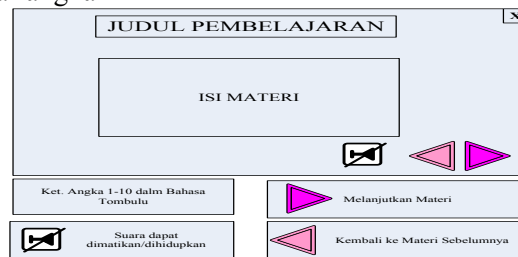 X
JUDUL PEMBELAJARAN
ISI MATERI
Ket. Angka 1-10 dalm Bahasa
Tombulu
Melanjutkan Materi
Suara dapat
dimatikan/dihidupkan
Kembali ke Materi Sebelumnya